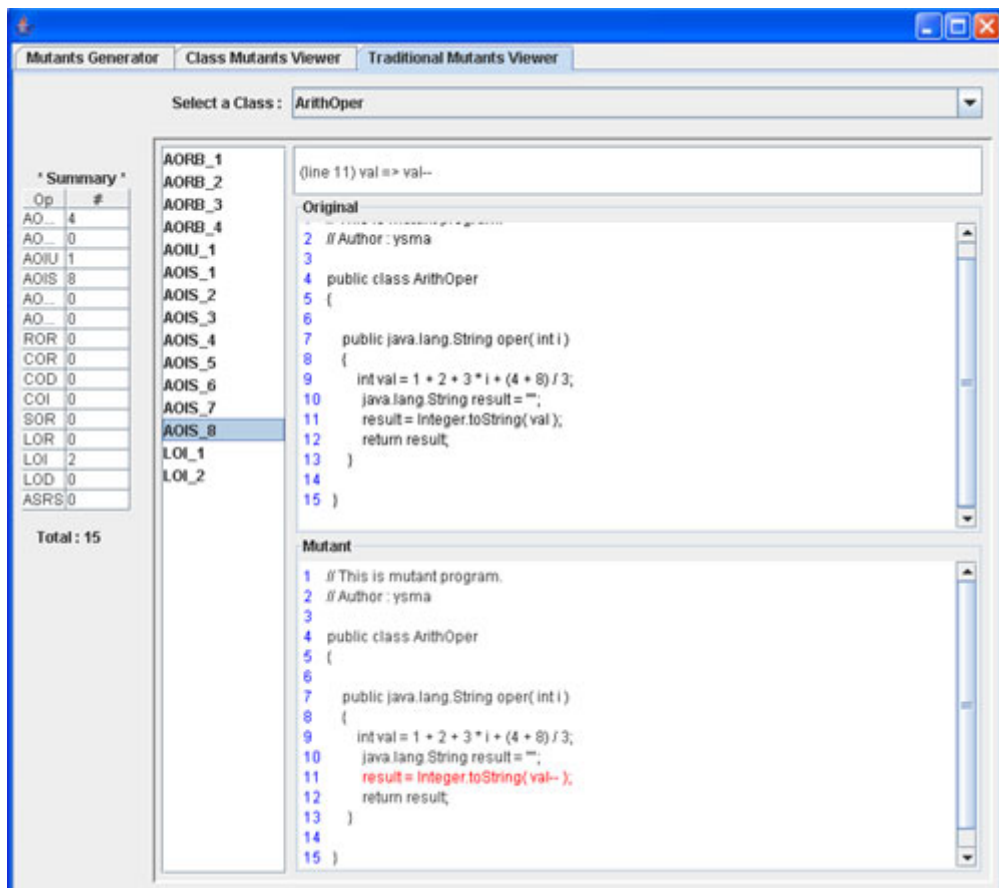 Mutants Generator Class Mutants Viewer Traditional Mutants Viewer
Select a Class : ArithOper
* Summary *
Op #
AO... 4
AO... 0
AOIU 1
AOIS 8
AO... 0
AO... 0
ROR 0
COR 0
COD 0
COI 0
SOR 0
LOR 0
LOI 2
LOD 0
ASRS 0
Total : 15
AORB_1
AORB_2
AORB_3
AORB_4
AOIU_1
AOIS_1
AOIS_2
AOIS_3
AOIS_4
AOIS_5
AOIS_6
AOIS_7
AOIS_8
LOI_1
LOI_2
(line 11) val => val--
Original
2 // Author : ysma
3
4 public class ArithOper
5 {
6
7 public java.lang.String oper( int i )
8 {
9 int val = 1 + 2 + 3 * i + (4 + 8) / 3;
10 java.lang.String result = "";
11 result = Integer.toString( val );
12 return result;
13 }
14
15 }
Mutant
1 // This is mutant program.
2 // Author : ysma
3
4 public class ArithOper
5 {
6
7 public java.lang.String oper( int i )
8 {
9 int val = 1 + 2 + 3 * i + (4 + 8) / 3;
10 java.lang.String result = "";
11 result = Integer.toString( val-- );
12 return result;
13 }
14
15 }